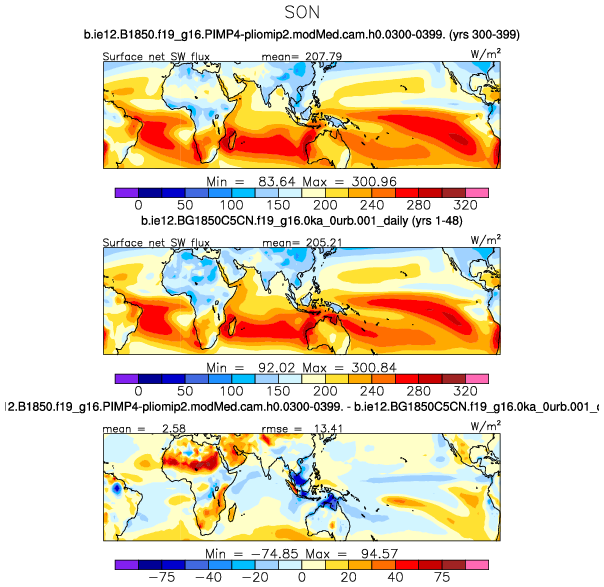 SON
b.ie12.B1850.f19_g16.PIMP4-pliomip2.modMed.cam.h0.0300-0399. (yrs 300-399)
Surface net SW flux mean= 207.79 W/m²
Min = 83.64 Max = 300.96
0 50 100 150 200 240 280 320
b.ie12.BG1850C5CN.f19_g16.0ka_0urb.001_daily (yrs 1-48)
Surface net SW flux mean= 205.21 W/m²
Min = 92.02 Max = 300.84
0 50 100 150 200 240 280 320
12.B1850.f19_g16.PIMP4-pliomip2.modMed.cam.h0.0300-0399. - b.ie12.BG1850C5CN.f19_g16.0ka_0urb.001_
mean = 2.58 rmse = 13.41 W/m²
Min = −74.85 Max = 94.57
−75 −40 −20 0 20 40 75